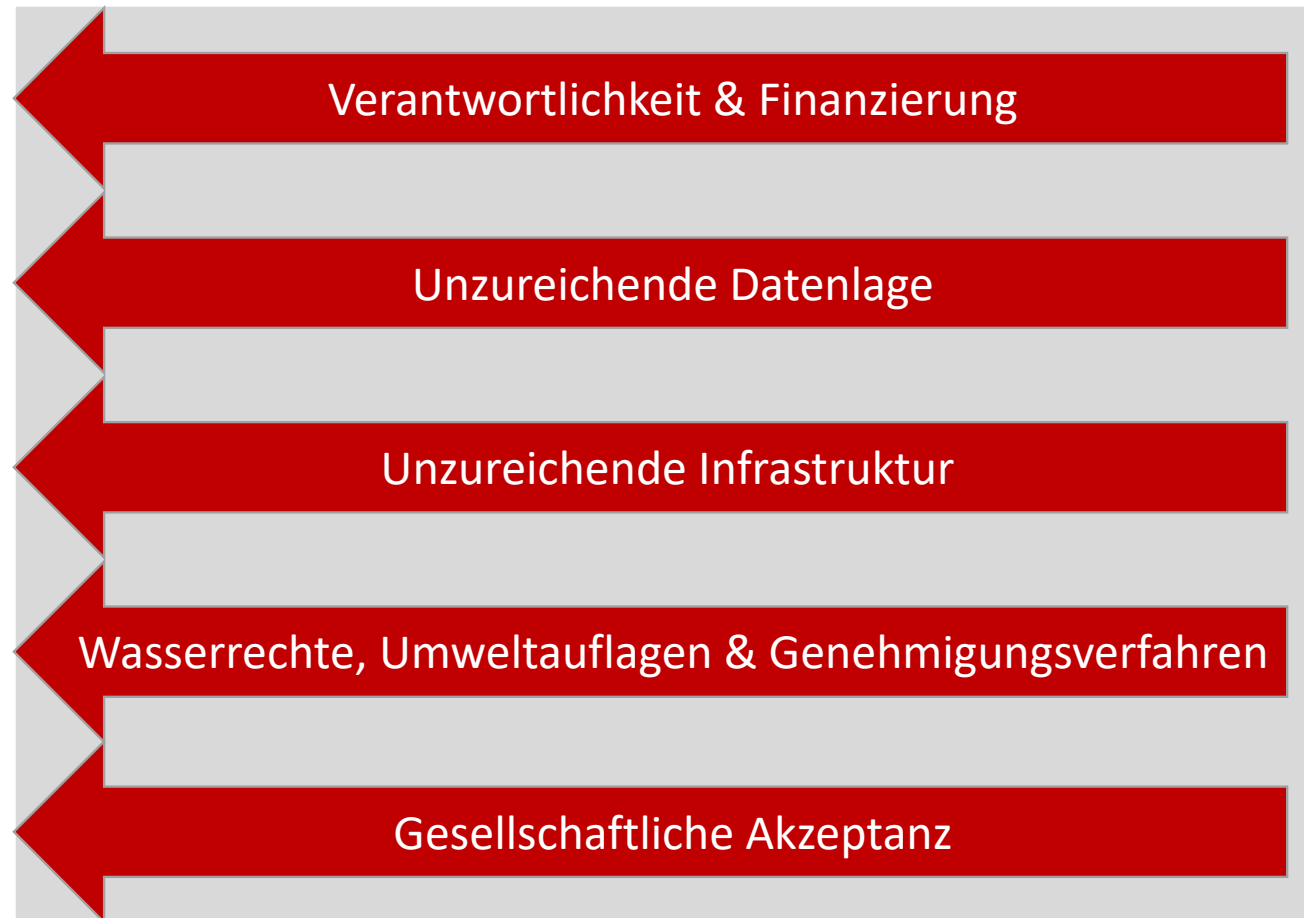 Verantwortlichkeit & Finanzierung
Unzureichende Datenlage
Unzureichende Infrastruktur
Wasserrechte, Umweltauflagen & Genehmigungsverfahren
Gesellschaftliche Akzeptanz